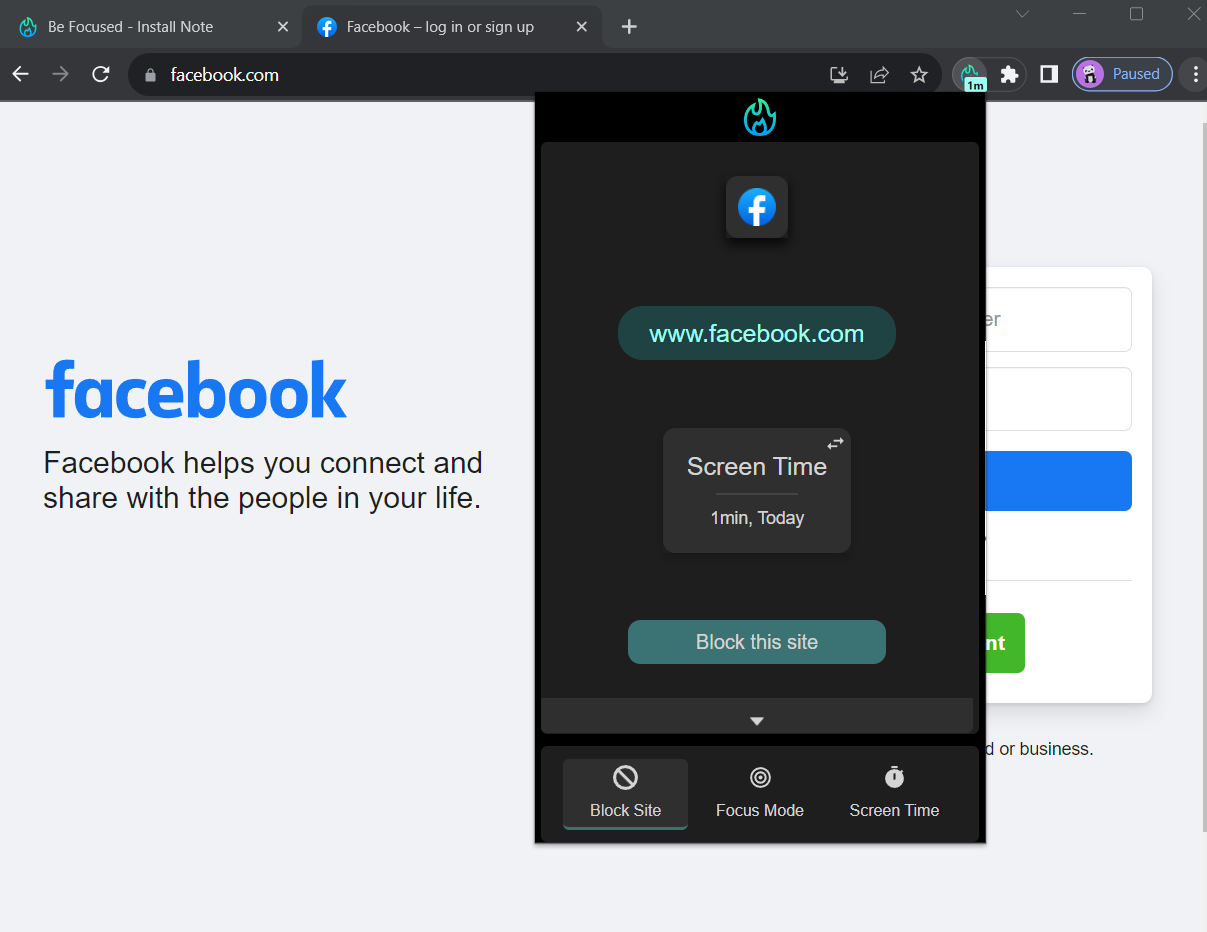 Be Focused - Install Note
Facebook – log in or sign up
facebook.com
1m
Paused
facebook
Facebook helps you connect and
share with the people in your life.
www.facebook.com
Screen Time
1min, Today
Block this site
Block Site
Focus Mode
Screen Time
er
nt
d or business.